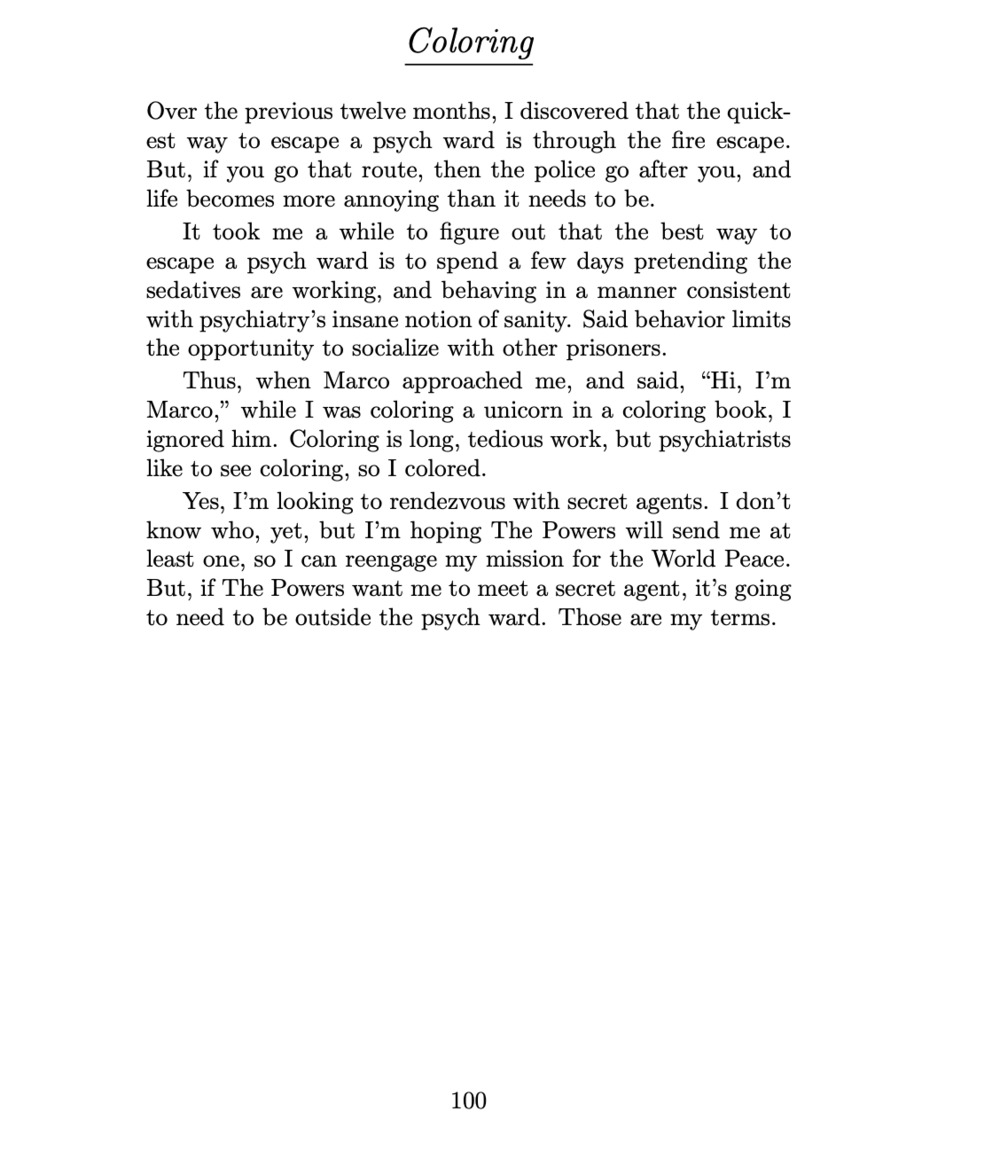 Coloring
Over the previous twelve months, I discovered that the quick-
est way to escape a psych ward is through the fire escape.
But, if you go that route, then the police go after you, and
life becomes more annoying than it needs to be.
It took me a while to figure out that the best way to
escape a psych ward is to spend a few days pretending the
sedatives are working, and behaving in a manner consistent
with psychiatry’s insane notion of sanity. Said behavior limits
the opportunity to socialize with other prisoners.
Thus, when Marco approached me, and said, “Hi, I’m
Marco,” while I was coloring a unicorn in a coloring book, I
ignored him. Coloring is long, tedious work, but psychiatrists
like to see coloring, so I colored.
Yes, I’m looking to rendezvous with secret agents. I don’t
know who, yet, but I’m hoping The Powers will send me at
least one, so I can reengage my mission for the World Peace.
But, if The Powers want me to meet a secret agent, it’s going
to need to be outside the psych ward. Those are my terms.
100